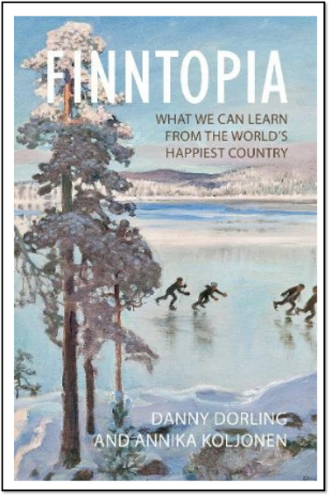 FINNTOPIA
WHAT WE CAN LEARN
FROM THE WORLD'S
HAPPIEST COUNTRY
DANNY DORLING
AND ANNIKA KOLJONEN